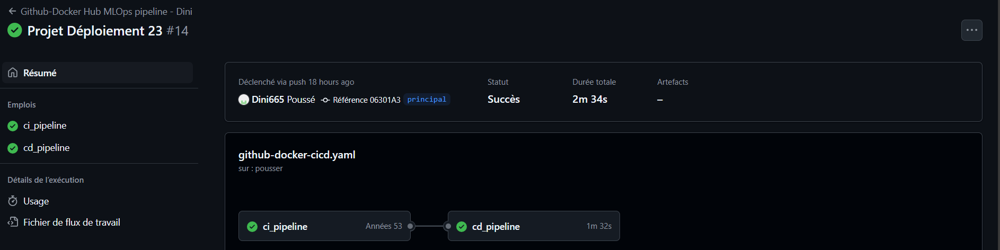 Github-Docker Hub MLOps pipeline - Dini
Projet Déploiement 23 #14
Résumé
Emplois
ci_pipeline
cd_pipeline
Détails de l'exécution
Usage
Fichier de flux de travail
Déclenché via push 18 hours ago
Dini665 Poussé Référence 06301A3 principal
Statut
Succès
Durée totale
2m 34s
Artefacts
–
github-docker-cicd.yaml
sur : pousser
ci_pipeline Années 53
cd_pipeline 1m 32s